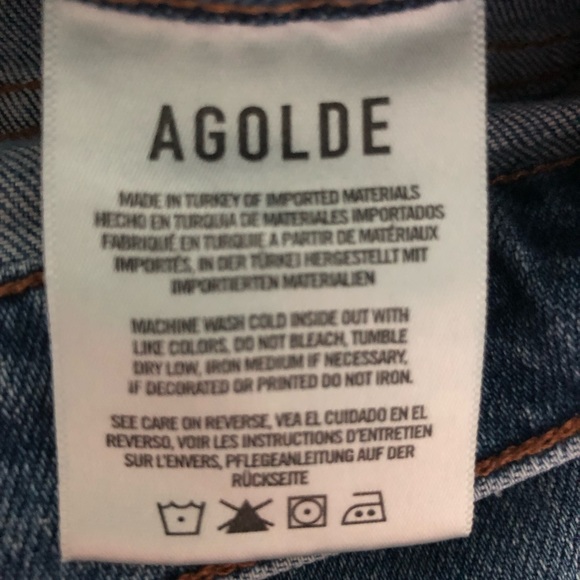 AGOLDE
MADE IN TURKEY OF IMPORTED MATERIALS
HECHO EN TURQUIA DE MATERIALES IMPORTADOS
FABRIQUÉ EN TURQUIE A PARTIR DE MATÉRIAUX
IMPORTÉS, IN DER TÜRKEI HERGESTELLT MIT
IMPORTIERTEN MATERIALIEN
MACHINE WASH COLD INSIDE OUT WITH
LIKE COLORS, DO NOT BLEACH, TUMBLE
DRY LOW, IRON MEDIUM IF NECESSARY,
IF DECORATED OR PRINTED DO NOT IRON.
SEE CARE ON REVERSE, VEA EL CUIDADO EN EL
REVERSO, VOIR LES INSTRUCTIONS D'ENTRETIEN
SUR L'ENVERS, PFLEGEANLEITUNG AUF DER
RÜCKSEITE